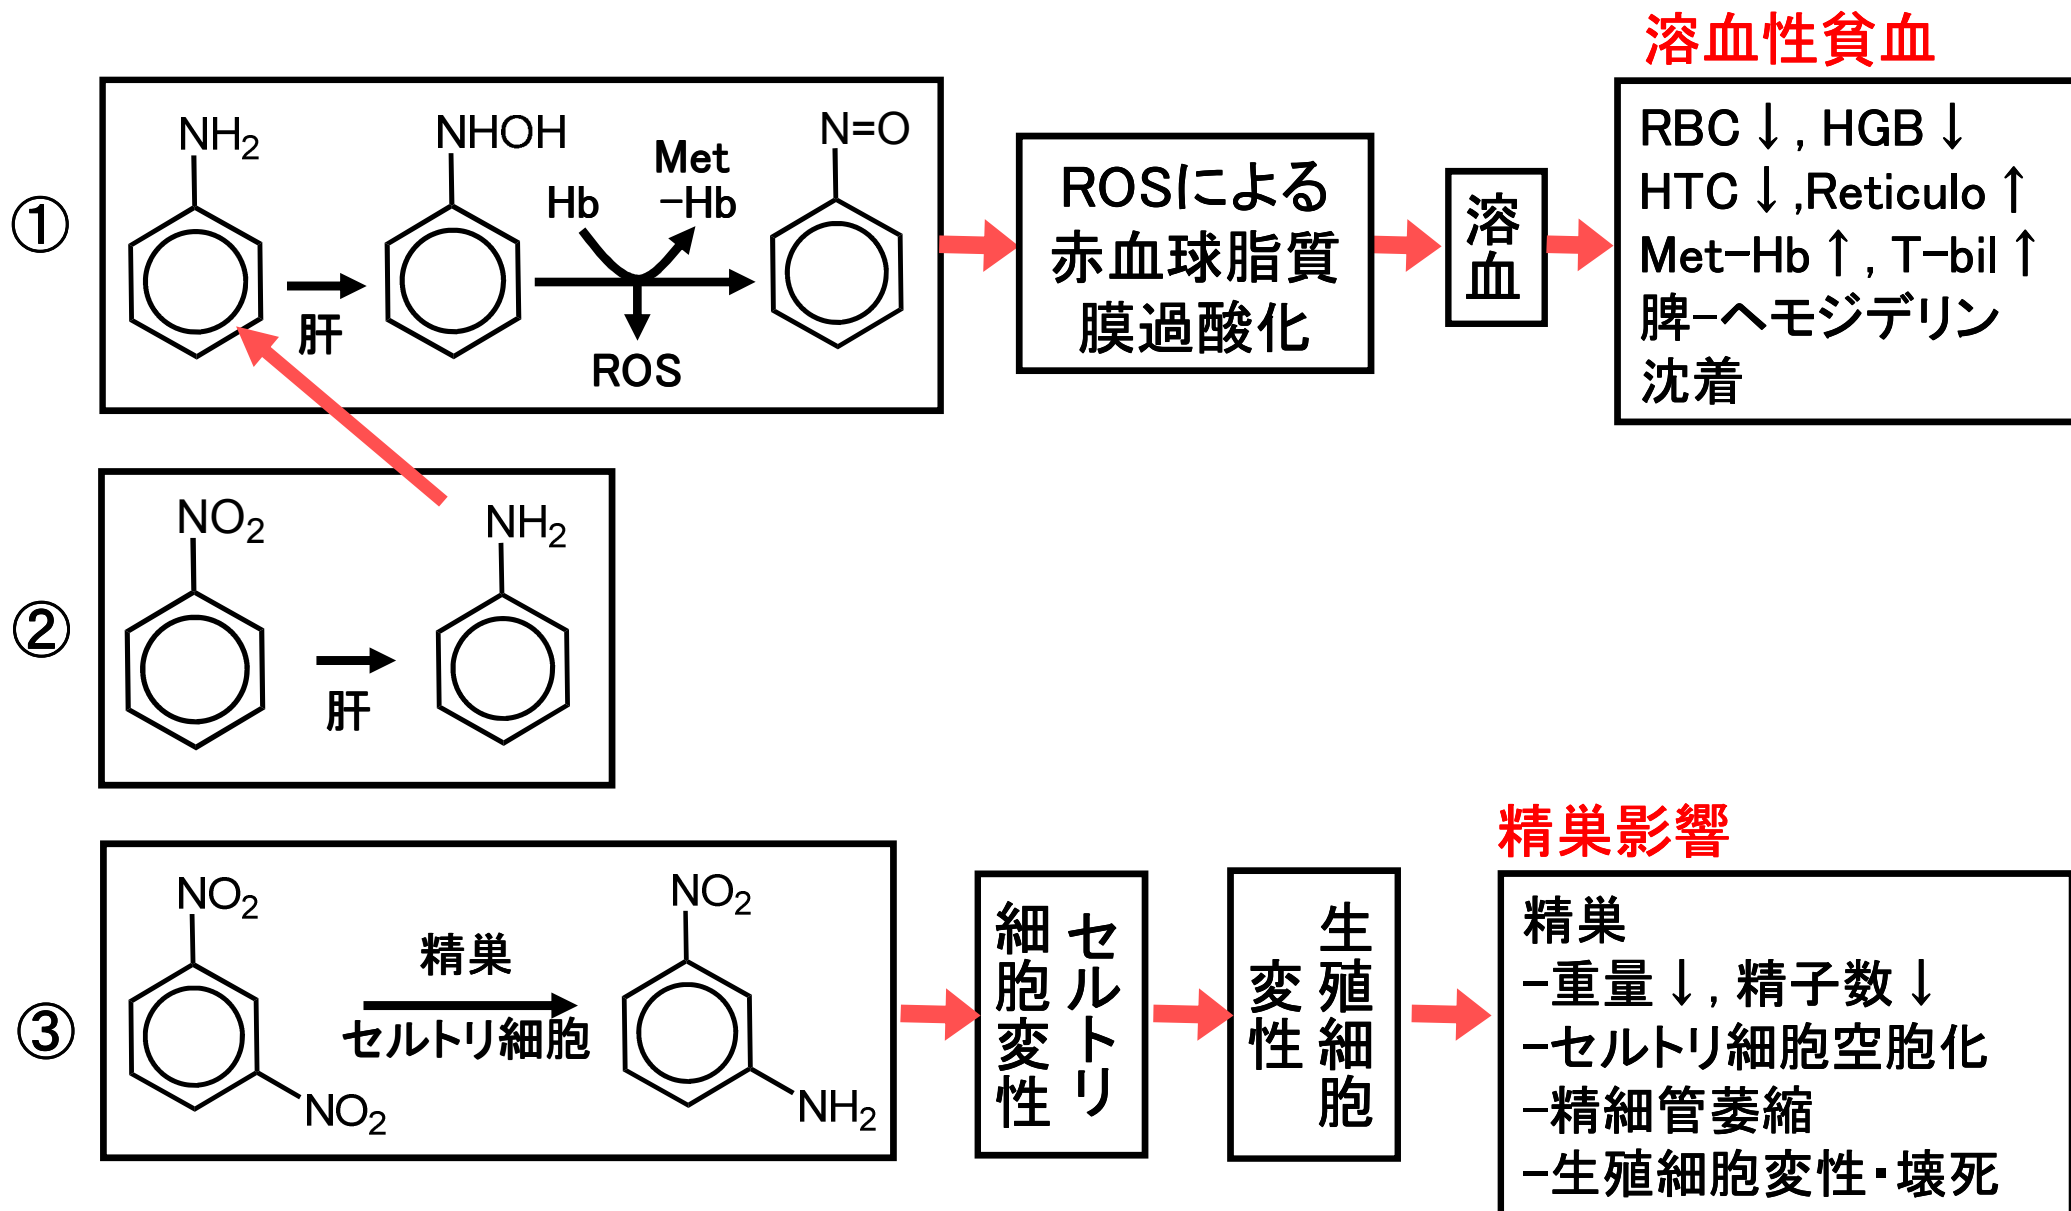 溶血性貧血
①
NH2
肝
NHOH
Hb
Met
-Hb
ROS
N=O
ROSによる
赤血球脂質
膜過酸化
溶血
RBC↓, HGB↓
HTC↓,Reticulo↑
Met-Hb↑, T-bil↑
脾-ヘモジデリン
沈着
②
NO2
肝
NH2
③
NO2
NO2
精巣
セルトリ細胞
NO2
NH2
セルトリ
細胞変性
生殖細胞
変性
精巣影響
精巣
-重量↓, 精子数↓
-セルトリ細胞空胞化
-精細管萎縮
-生殖細胞変性・壊死